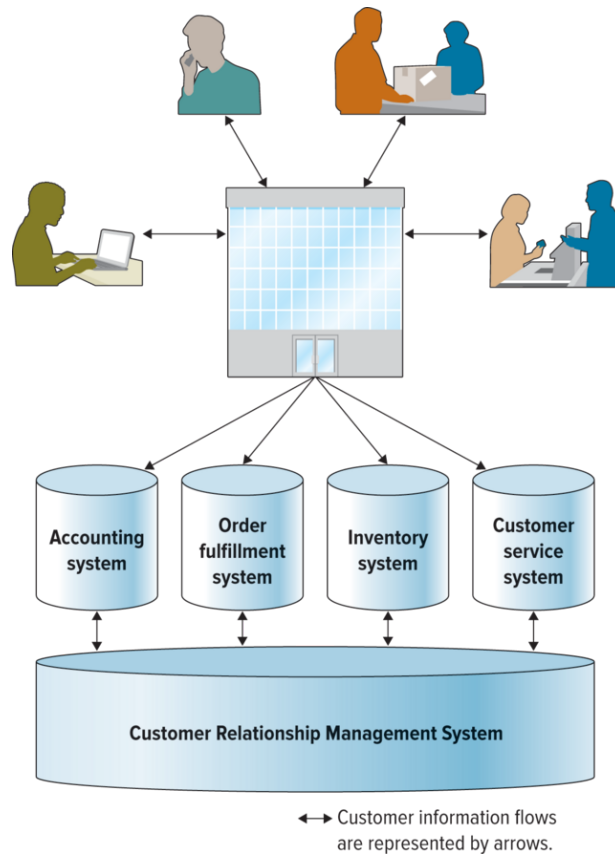 Accounting
system
Order
fulfillment
system
Inventory
system
Customer
service
system
Customer Relationship Management System
Customer information flows
are represented by arrows.